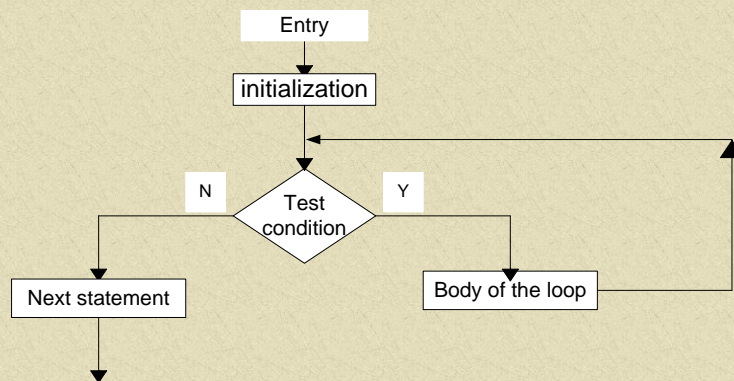 Entry
initialization
N
Y
Test
condition
Next statement
Body of the loop